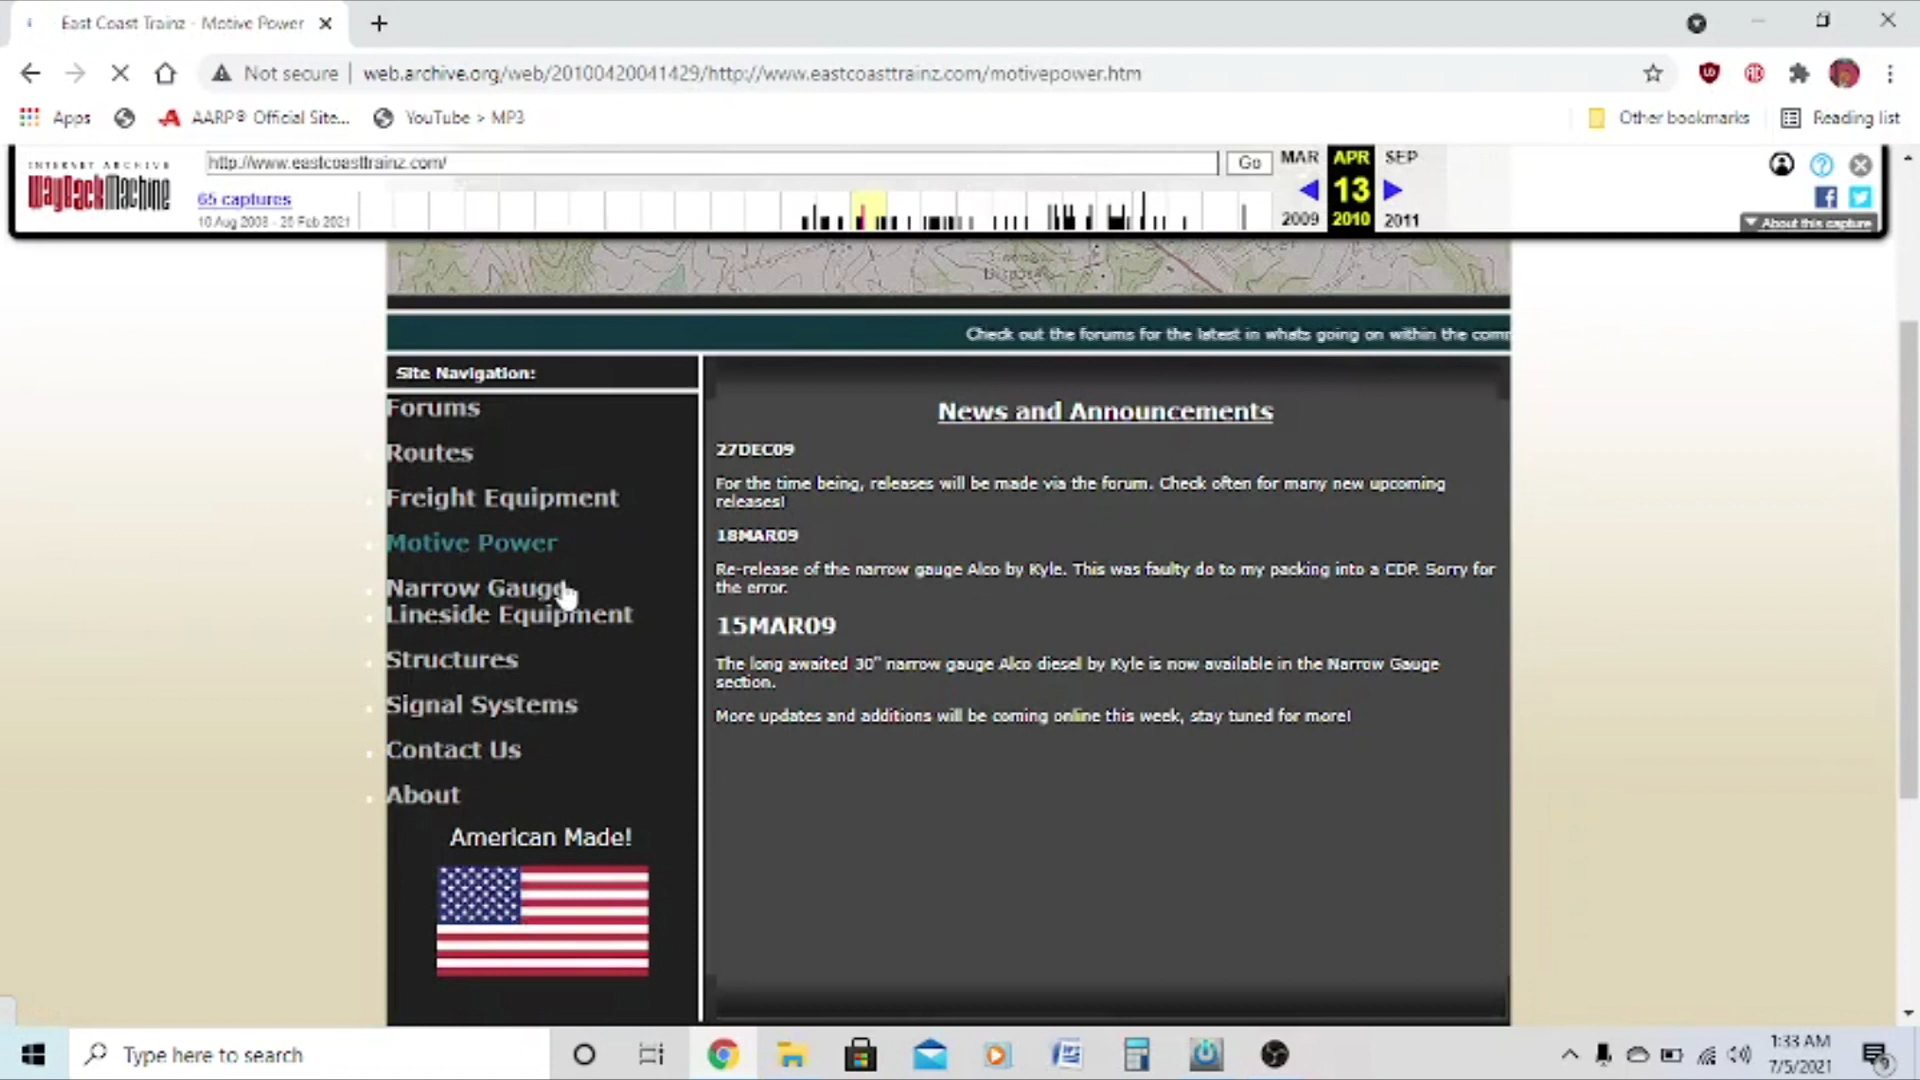 East Coast Trainz - Motive Power
Not secure
web.archive.org/web/20100420041429/http://www.eastcoasttrainz.com/motivepower.htm
Apps
AARP® Official Site...
YouTube > MP3
Other bookmarks
Reading list
INTERNET ARCHIVE
WayBackMachine
http://www.eastcoasttrainz.com/
Go
MAR APR SEP
65 captures
13
10 Aug 2003 - 25 Feb 2021
2009 2010 2011
About this capture
Check out the forums for the latest in whats going on within the
Site Navigation:
Forums
Routes
Freight Equipment
Motive Power
Narrow Gauge
Lineside Equipment
Structures
Signal Systems
Contact Us
About
American Made!
News and Announcements
27DEC09
For the time being, releases will be made via the forum. Check often for many new upcoming
releases!
18MAR09
Re-release of the narrow gauge Alco by Kyle. This was faulty do to my packing into a CDP. Sorry for
the error.
15MAR09
The long awaited 30" narrow gauge Alco diesel by Kyle is now available in the Narrow Gauge
section.
More updates and additions will be coming online this week, stay tuned for more!
Type here to search
1:33 AM
7/5/2021